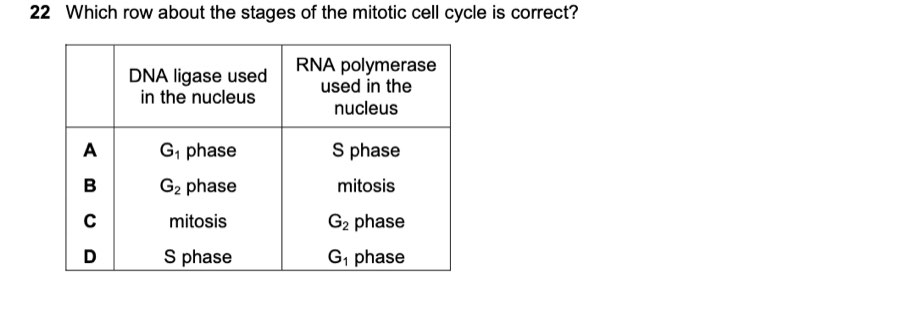 22 Which row about the stages of the mitotic cell cycle is correct?
DNA ligase used
in the nucleus
RNA polymerase
used in the
nucleus
A G₁ phase S phase
B G₂ phase mitosis
C mitosis G₂ phase
D S phase G₁ phase